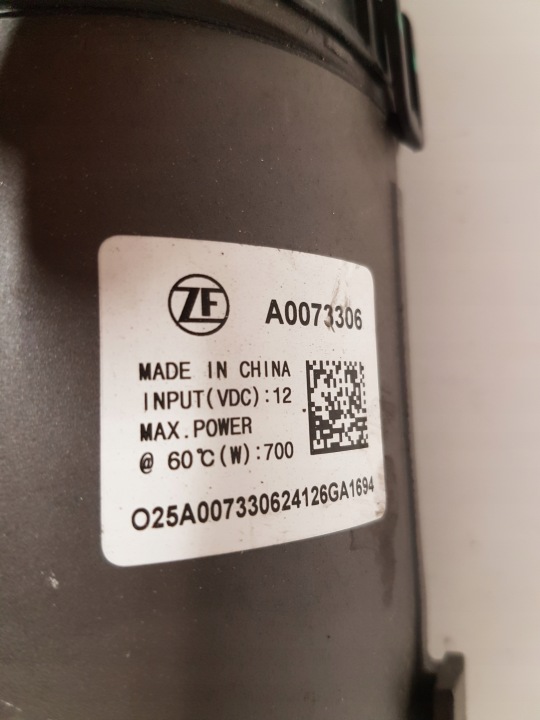 ZF
A0073306
MADE IN CHINA
INPUT(VDC):12
MAX.POWER
@ 60℃(W):700
O25A007330624126GA1694